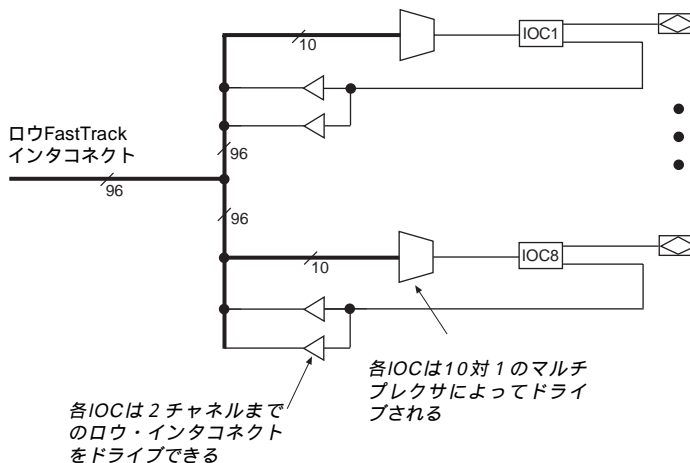 10
IOC1
ロウFastTrack
インタコネクト
96
96
96
10
IOC8
各IOCは10対1のマルチ
プレクサによってドライ
ブされる
各IOCは2チャネルまで
のロウ・インタコネクト
をドライブできる